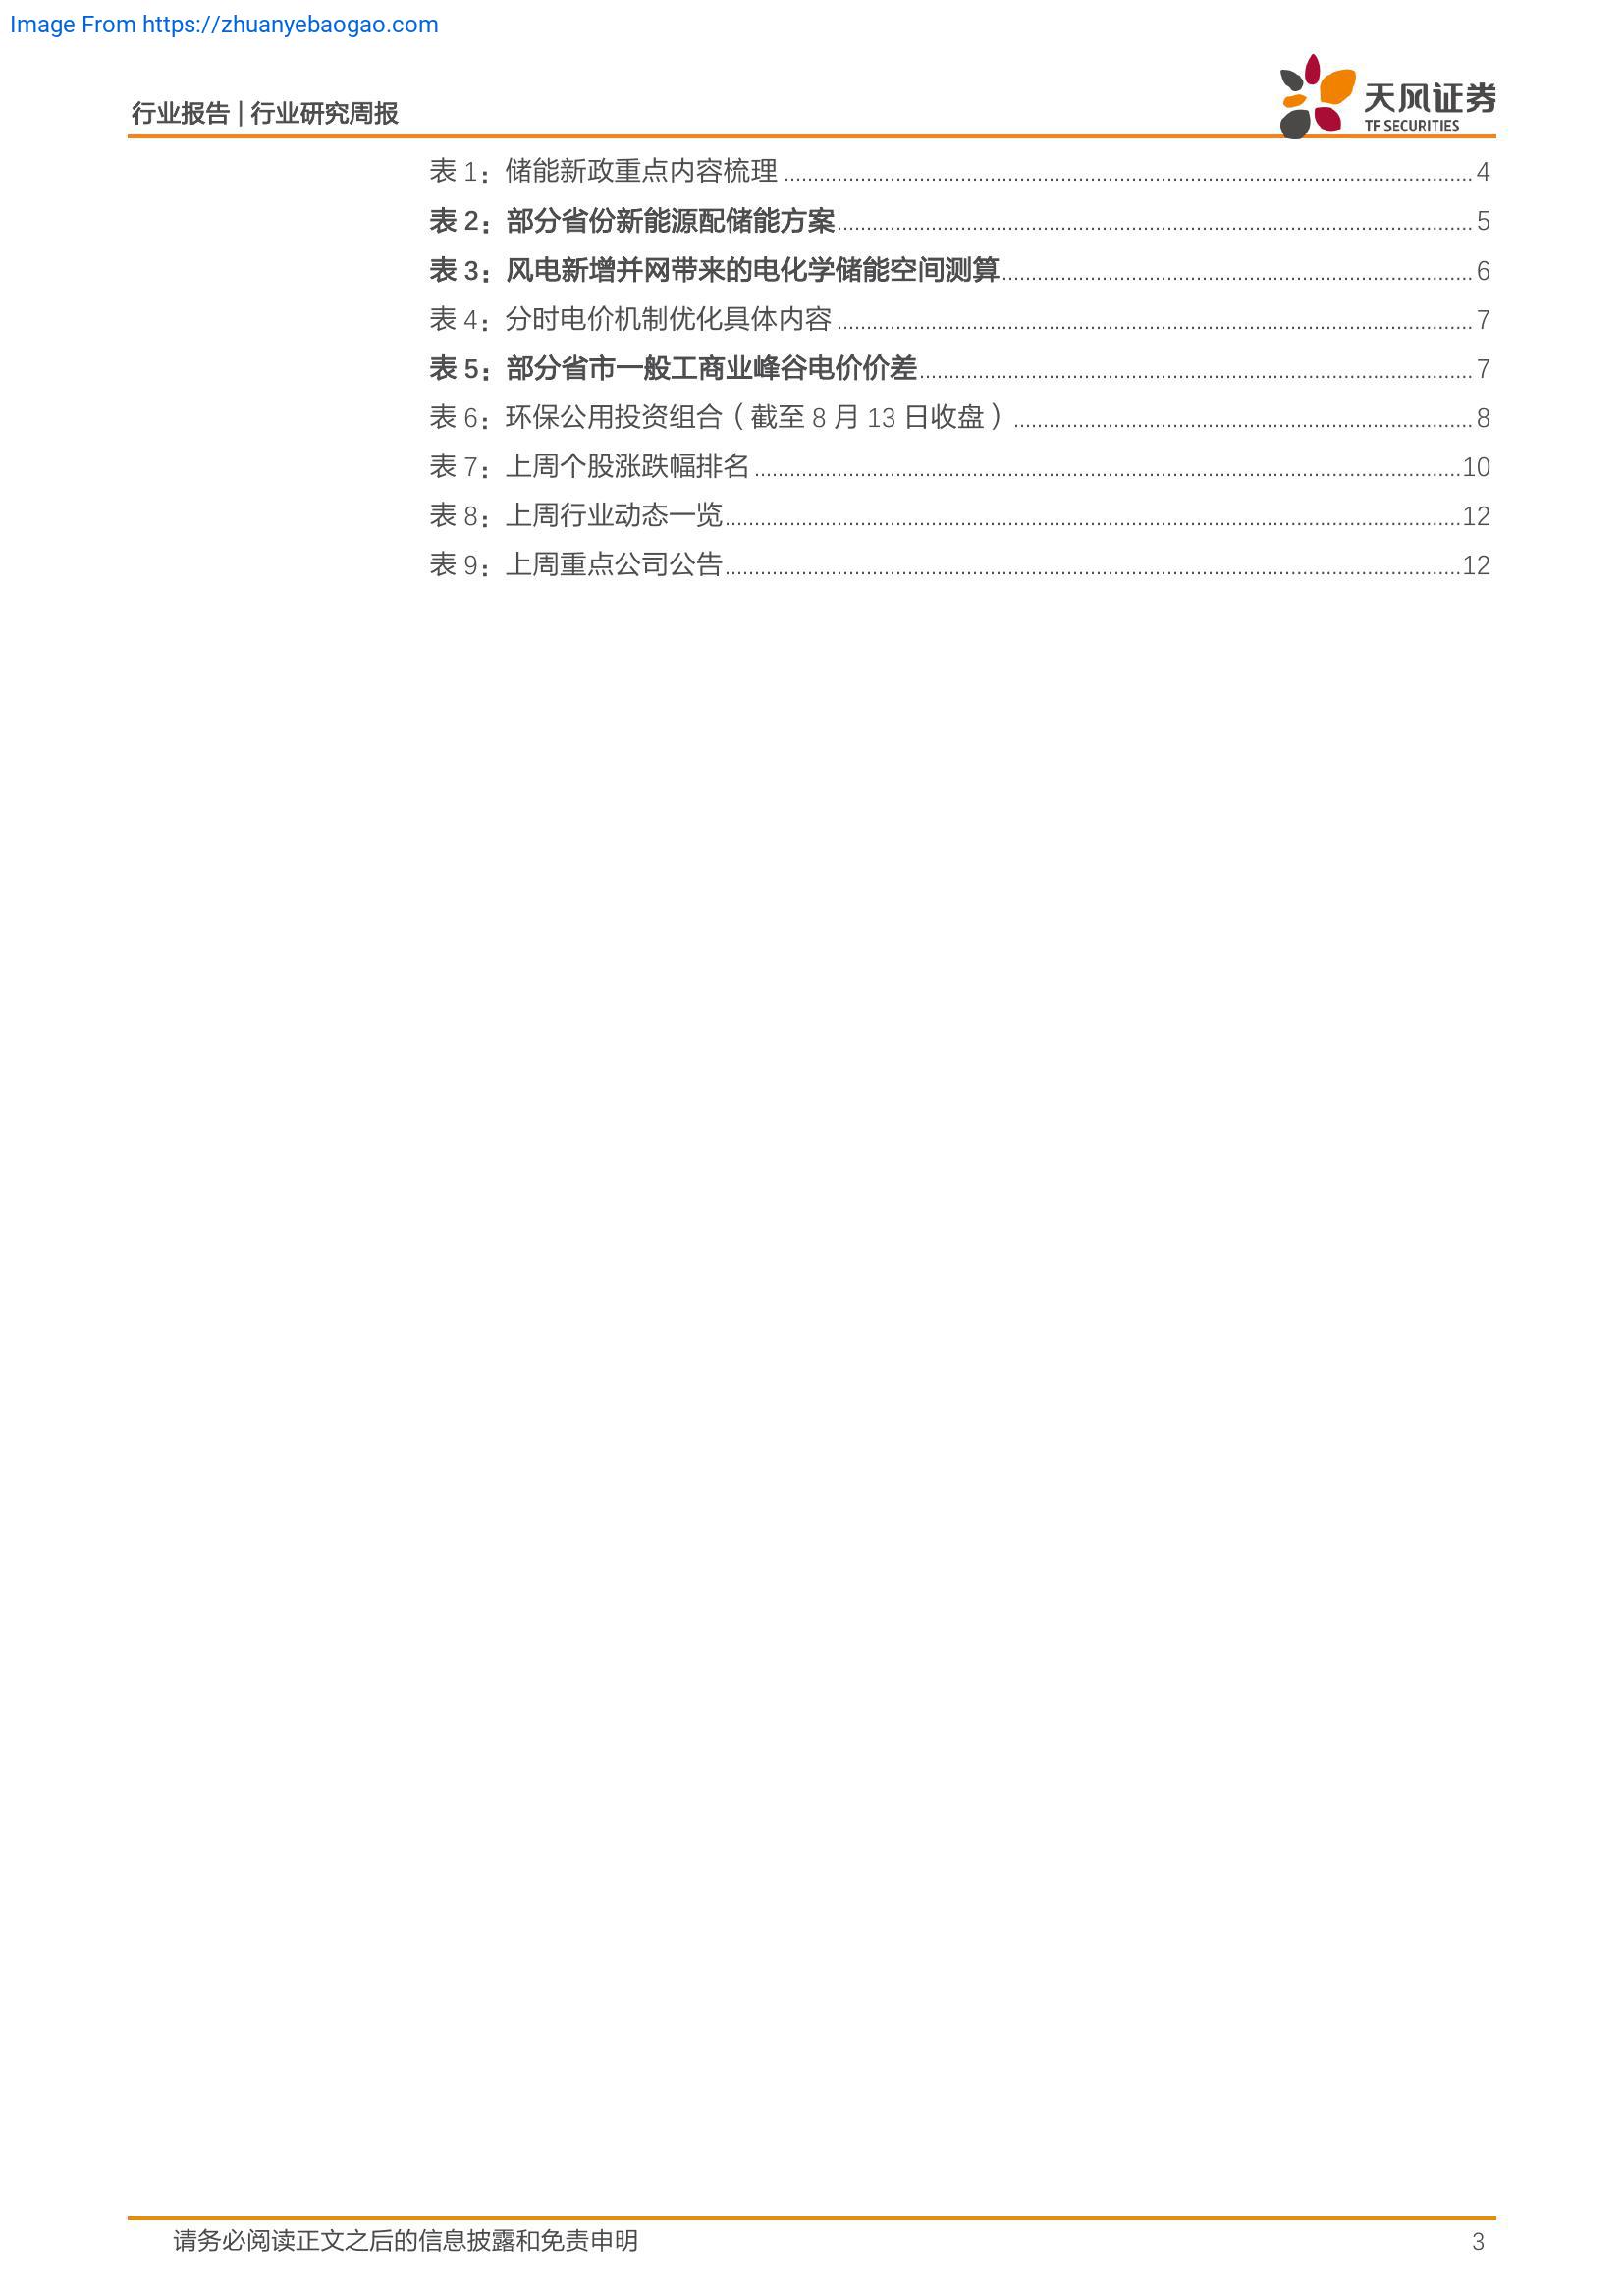 Image From https://zhuanyebaogao.com
行业报告 | 行业研究周报
天风证券
TF SECURITIES
表 1：储能新政重点内容梳理 ........................................ 4
表 2：部分省份新能源配储能方案 ........................................ 5
表 3：风电新增并网带来的电化学储能空间测算 ........................................ 6
表 4：分时电价机制优化具体内容 ........................................ 7
表 5：部分省市一般工商业峰谷电价价差 ........................................ 7
表 6：环保公用投资组合（截至 8 月 13 日收盘） ........................................ 8
表 7：上周个股涨跌幅排名 ........................................ 10
表 8：上周行业动态一览 ........................................ 12
表 9：上周重点公司公告 ........................................ 12
请务必阅读正文之后的信息披露和免责申明 3